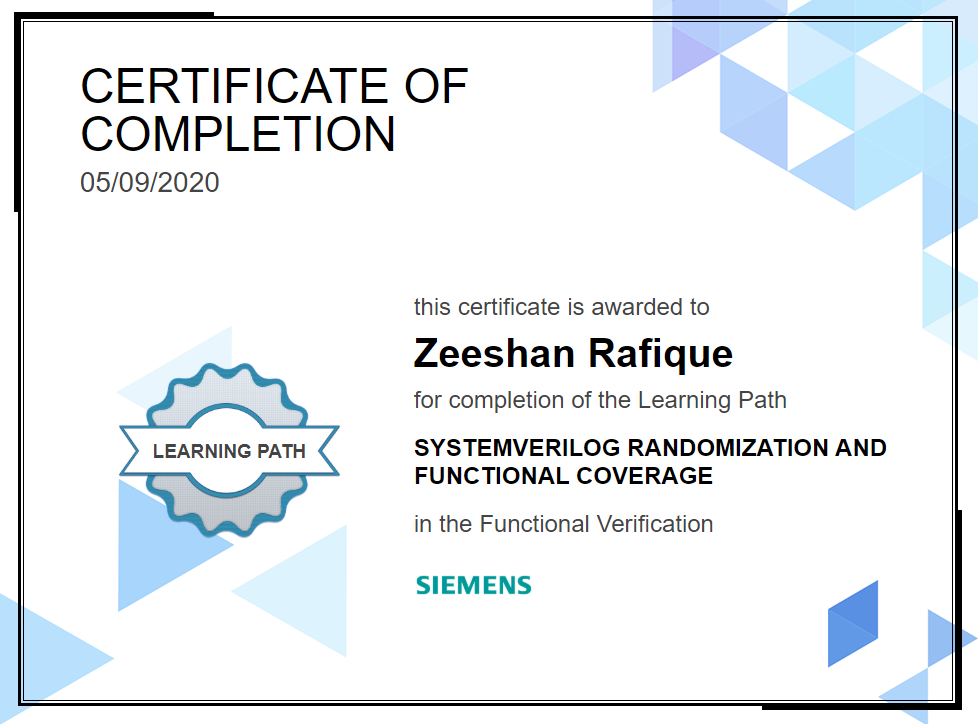 CERTIFICATE OF
COMPLETION
05/09/2020
this certificate is awarded to
Zeeshan Rafique
for completion of the Learning Path
LEARNING PATH
SYSTEMVERILOG RANDOMIZATION AND
FUNCTIONAL COVERAGE
in the Functional Verification
SIEMENS